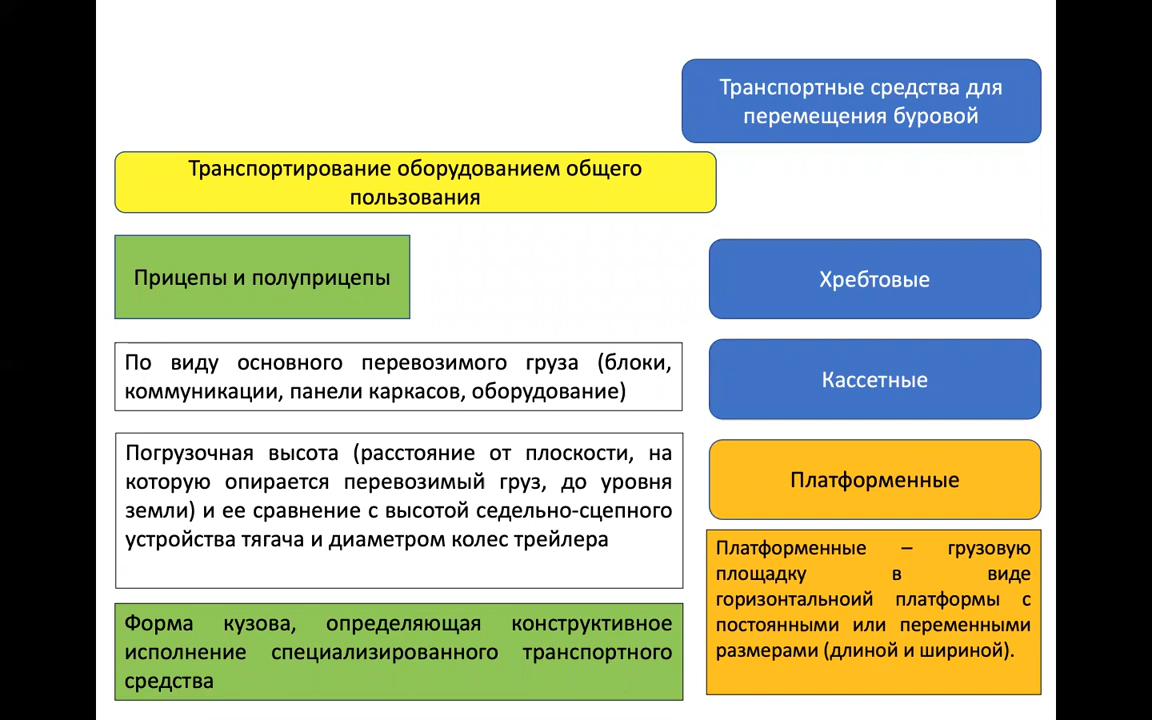 Транспортные средства для
перемещения буровой
Транспортирование оборудованием общего
пользования
Прицепы и полуприцепы
Хребтовые
По виду основного перевозимого груза (блоки,
коммуникации, панели каркасов, оборудование)
Кассетные
Погрузочная высота (расстояние от плоскости, на
которую опирается перевозимый груз, до уровня
земли) и ее сравнение с высотой седельно-сцепного
устройства тягача и диаметром колес трейлера
Платформенные
Платформенные – грузовую
площадку в виде
горизонтальноий платформы с
постоянными или переменными
размерами (длиной и шириной).
Форма кузова, определяющая конструктивное
исполнение специализированного транспортного
средства